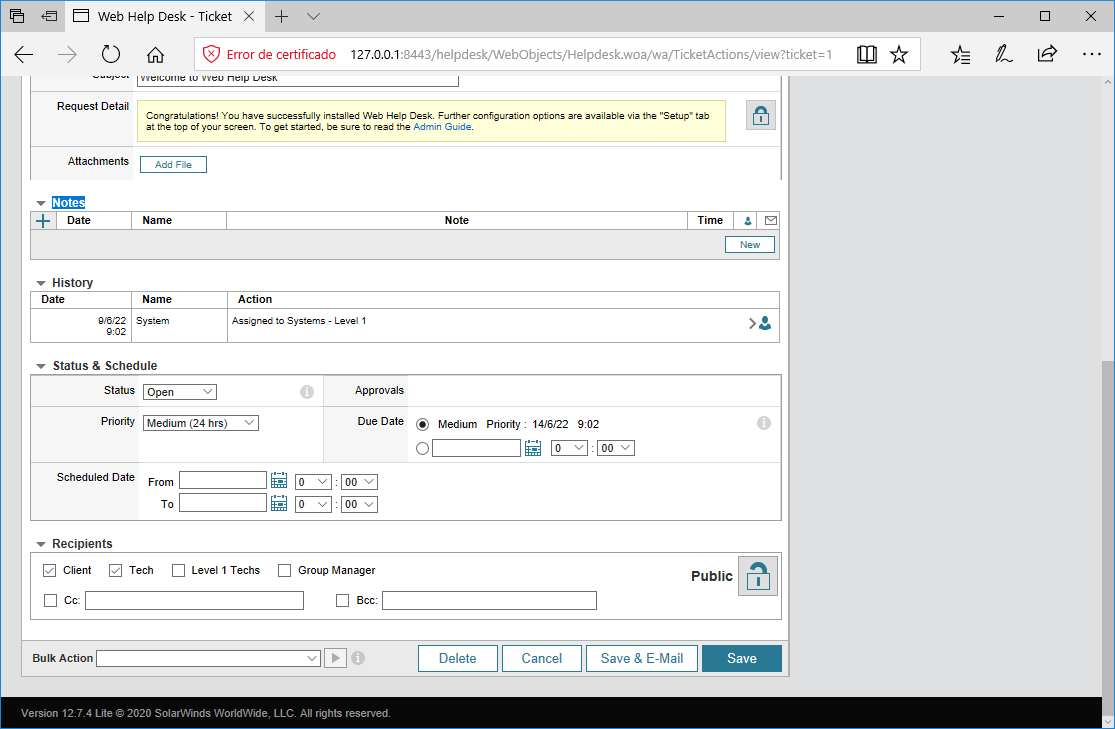 Web Help Desk - Ticket
Error de certificado 127.0.0.1:8443/helpdesk/WebObjects/Helpdesk.woa/wa/TicketActions/view?ticket=1
Subject Welcome to Web Help Desk
Request Detail
Congratulations! You have successfully installed Web Help Desk. Further configuration options are available via the "Setup" tab
at the top of your screen. To get started, be sure to read the Admin Guide.
Attachments Add File
Notes
Date Name Note Time
New
History
Date Name Action
9/6/22 System Assigned to Systems - Level 1
9:02
Status & Schedule
Status Open Approvals
Priority Medium (24 hrs) Due Date Medium Priority : 14/6/22 9:02
0 : 00
Scheduled Date From 0 : 00
To 0 : 00
Recipients
Client Tech Level 1 Techs Group Manager Public
Cc: Bcc:
Bulk Action Delete Cancel Save & E-Mail Save
Version 12.7.4 Lite © 2020 SolarWinds WorldWide, LLC. All rights reserved.